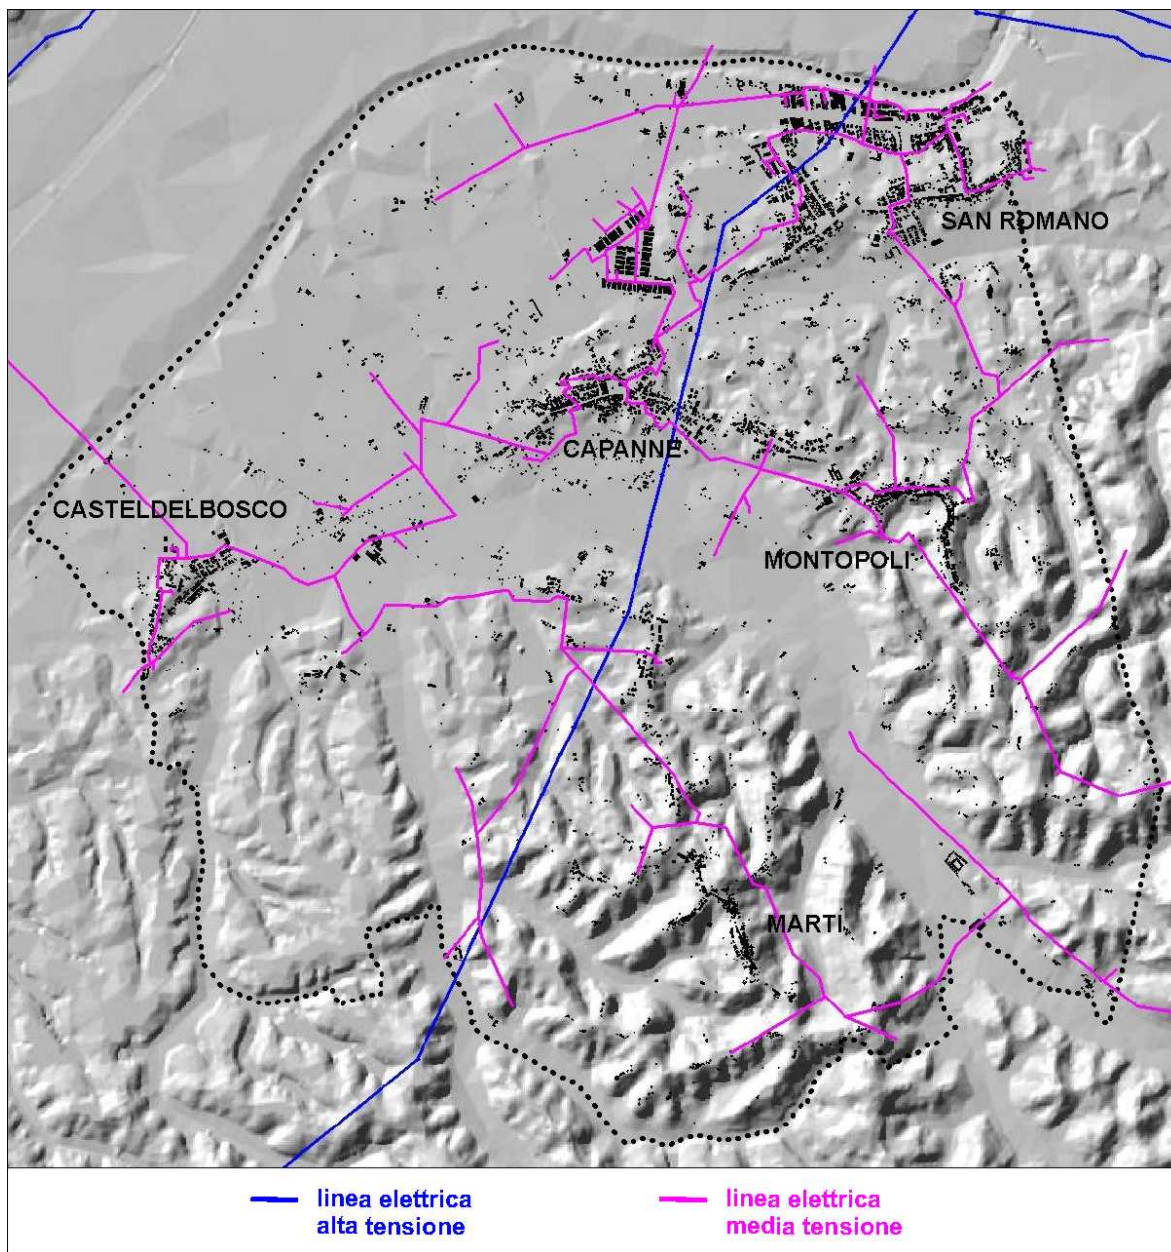 SAN ROMANO
CAPANNE
CASTELDELBOSCO
MONTOPOLI
MARTI
linea elettrica
alta tensione
linea elettrica
media tensione